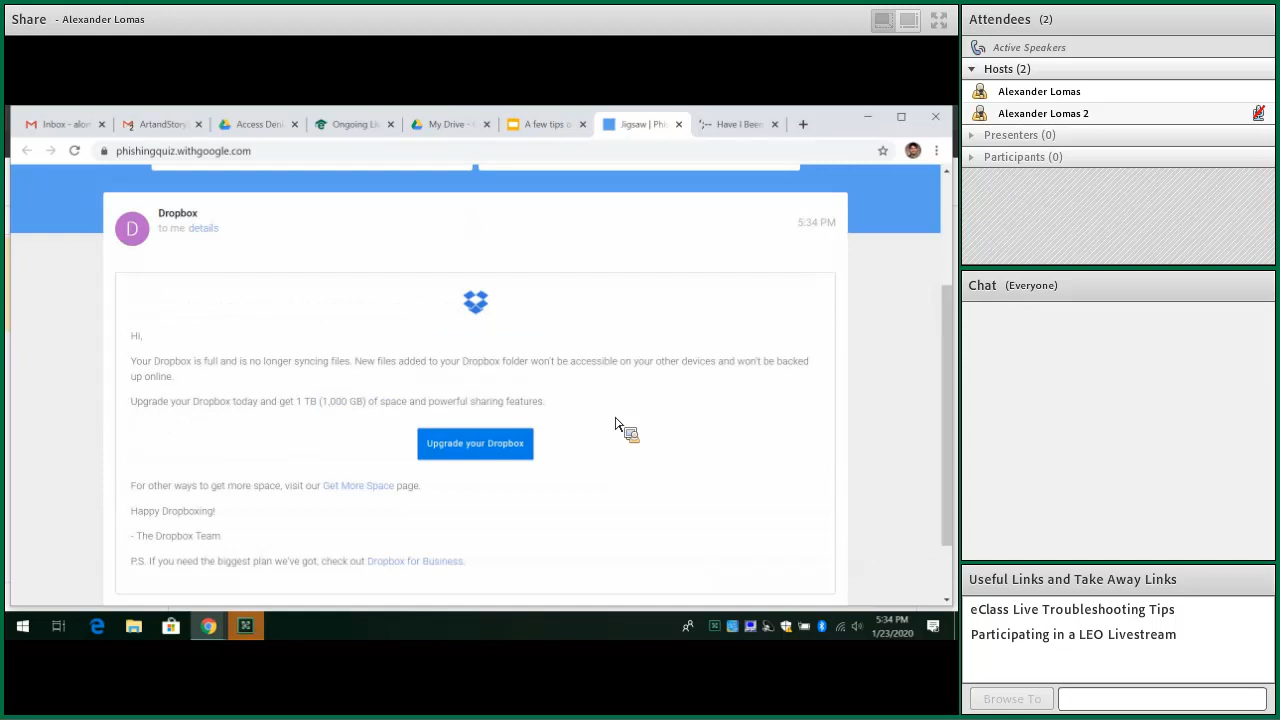 Share - Alexander Lomas
Inbox - alon
ArtandStory
Access Deni
Ongoing Li
My Drive -
A few tips o
Jigsaw | Phis
Have I Been
phishingquiz.withgoogle.com
D
Dropbox
to me details
5:34 PM
Hi,
Your Dropbox is full and is no longer syncing files. New files added to your Dropbox folder won't be accessible on your other devices and won't be backed
up online.
Upgrade your Dropbox today and get 1 TB (1,000 GB) of space and powerful sharing features.
Upgrade your Dropbox
For other ways to get more space, visit our Get More Space page.
Happy Dropboxing!
- The Dropbox Team
P.S. If you need the biggest plan we've got, check out Dropbox for Business.
5:34 PM
1/23/2020
Attendees (2)
Active Speakers
Hosts (2)
Alexander Lomas
Alexander Lomas 2
Presenters (0)
Participants (0)
Chat (Everyone)
Useful Links and Take Away Links
eClass Live Troubleshooting Tips
Participating in a LEO Livestream
Browse To